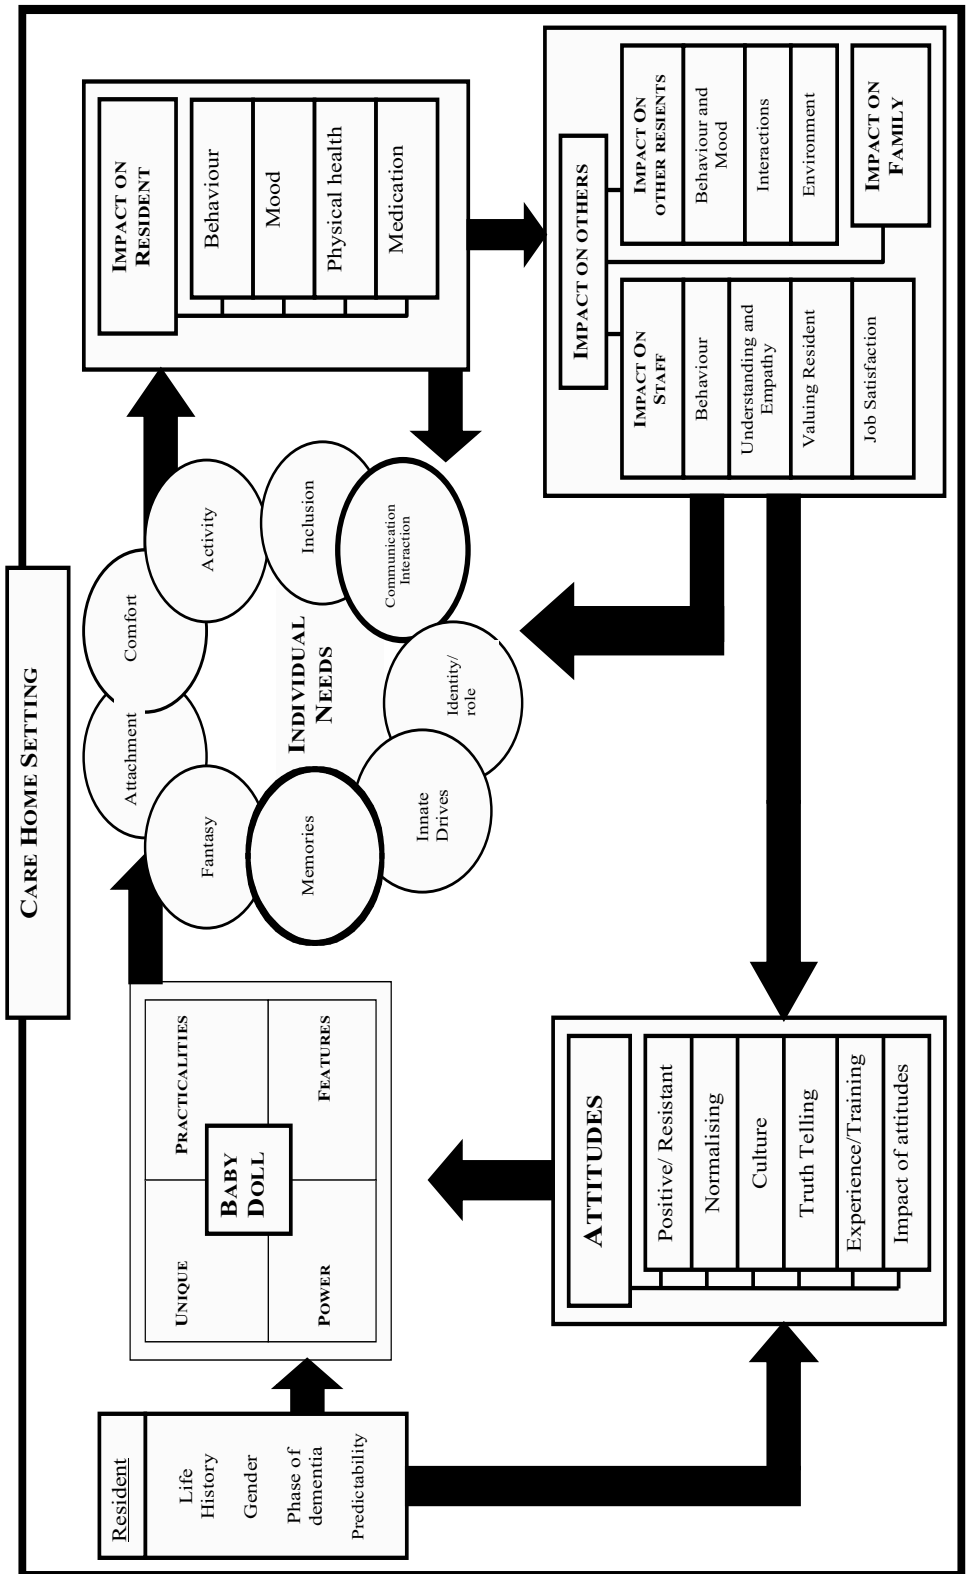 CARE HOME SETTING
Resident
Life
History
Gender
Phase of
dementia
Predictability
UNIQUE
PRACTICALITIES
BABY
DOLL
POWER
FEATURES
Attachment
Comfort
Fantasy
Activity
Memories
INDIVIDUAL
NEEDS
Inclusion
Communication
Interaction
Innate
Drives
Identity/
role
IMPACT ON
RESIDENT
Behaviour
Mood
Physical health
Medication
ATTITUDES
Positive/ Resistant
Normalising
Culture
Truth Telling
Experience/Training
Impact of attitudes
IMPACT ON OTHERS
IMPACT ON
STAFF
Behaviour
Understanding and
Empathy
Valuing Resident
Job Satisfaction
IMPACT ON
OTHER RESIENTS
Behaviour and
Mood
Interactions
Environment
IMPACT ON
FAMILY